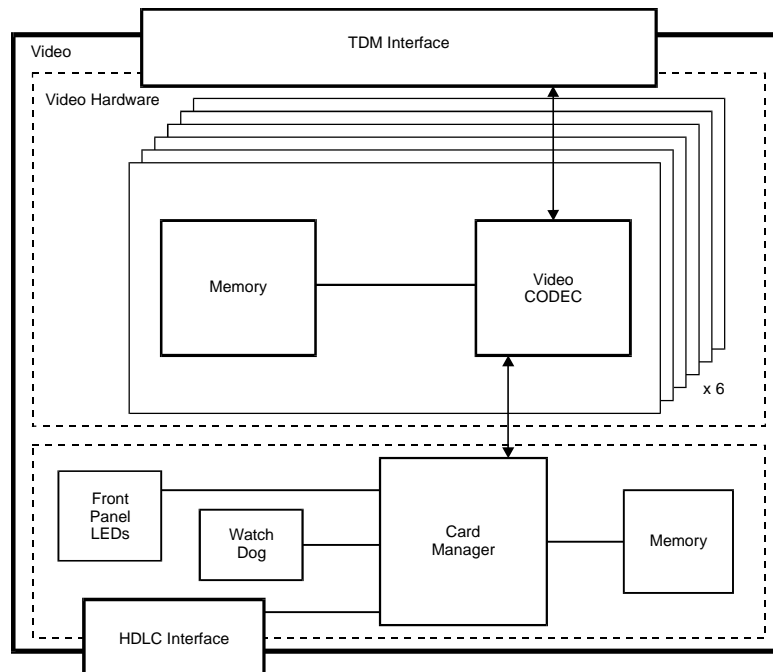 TDM Interface
Video
Video Hardware
Memory
Video
CODEC
x 6
Front
Panel
LEDs
Watch
Dog
Card
Manager
Memory
HDLC Interface